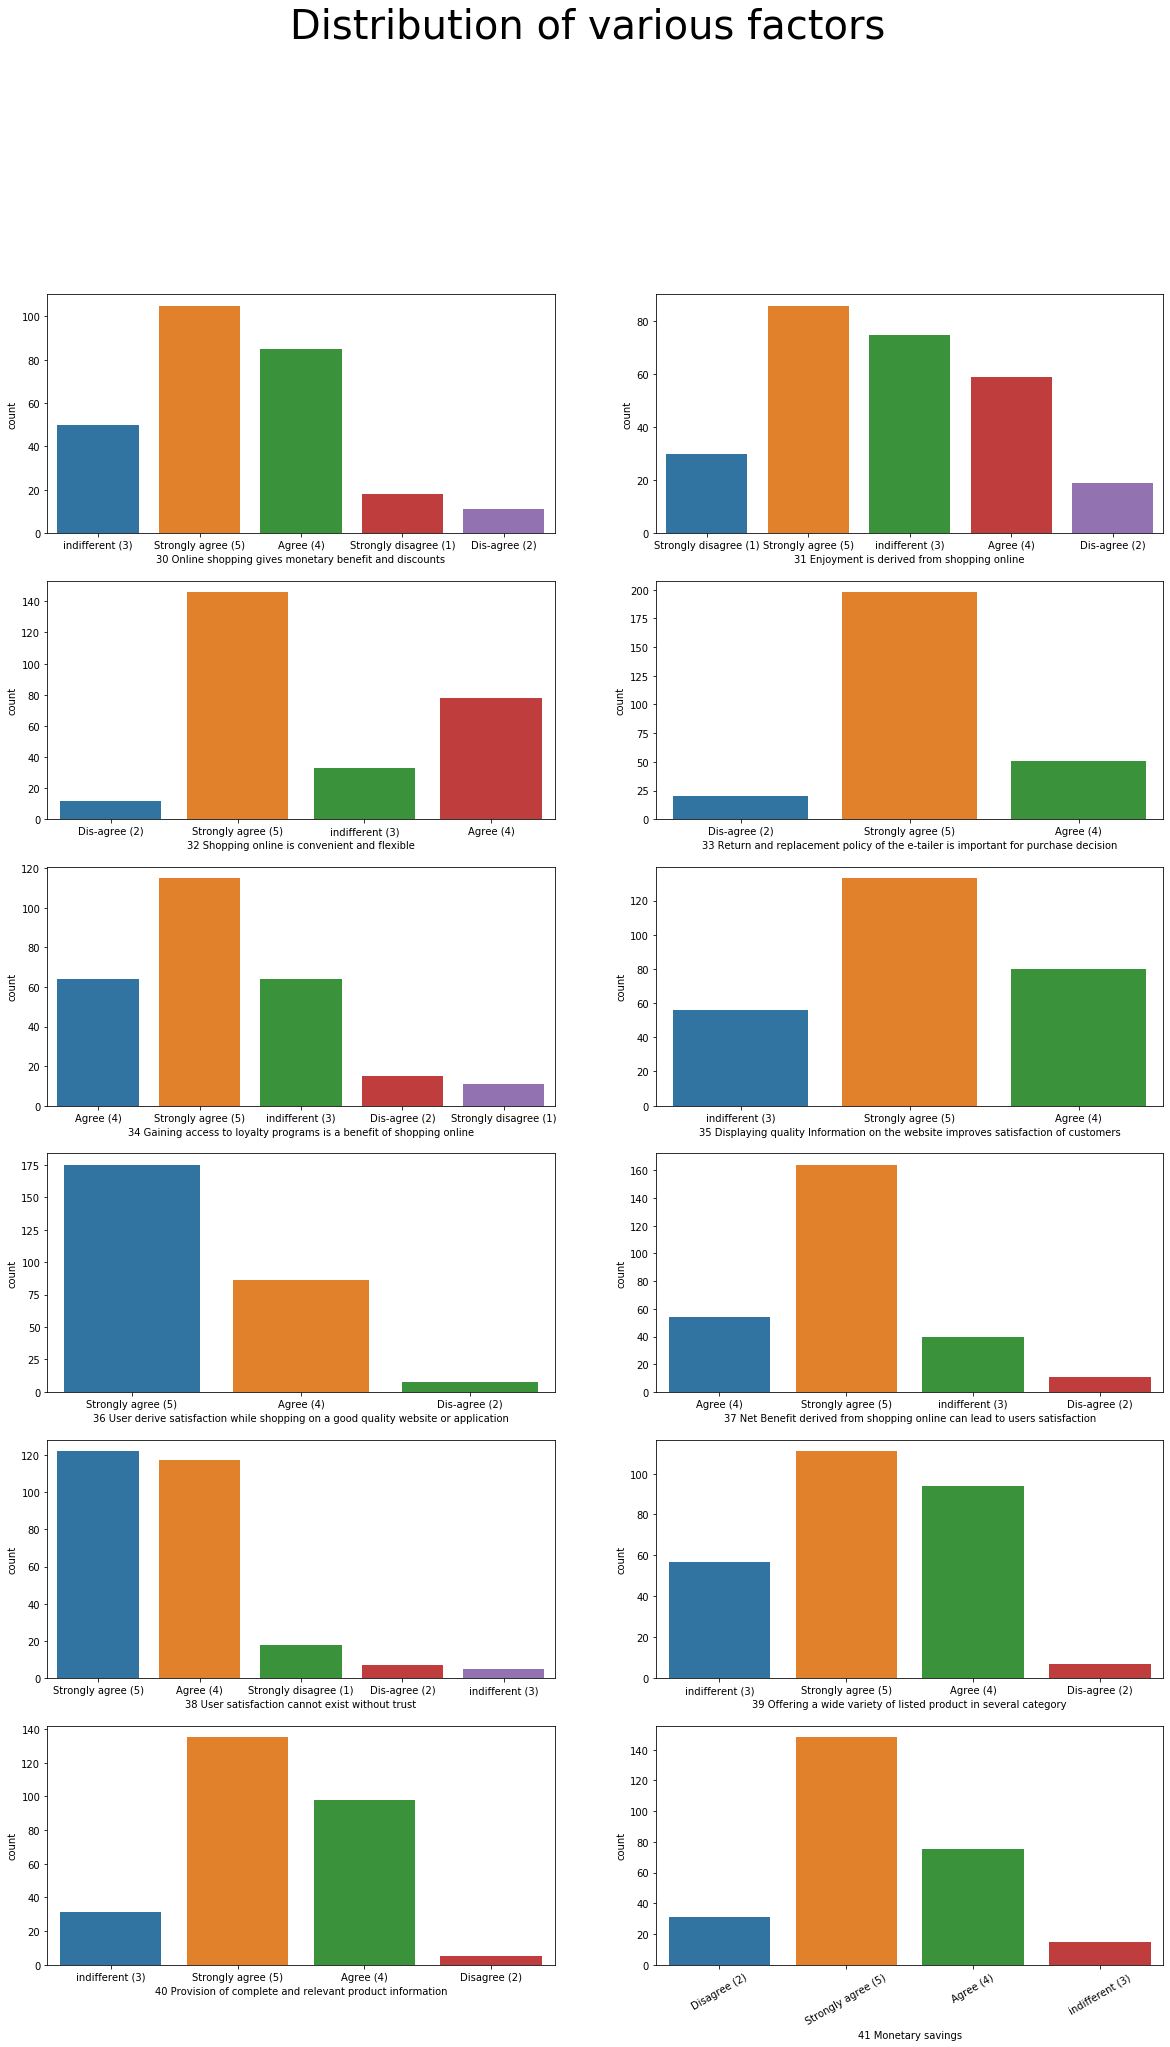 Distribution of various factors
100
80
60
40
20
0
count
indifferent (3) Strongly agree (5) Agree (4) Strongly disagree (1) Dis-agree (2)
30 Online shopping gives monetary benefit and discounts
80
60
40
20
0
count
Strongly disagree (1) Strongly agree (5) indifferent (3) Agree (4) Dis-agree (2)
31 Enjoyment is derived from shopping online
140
120
100
80
60
40
20
0
count
Dis-agree (2) Strongly agree (5) indifferent (3) Agree (4)
32 Shopping online is convenient and flexible
200
175
150
125
100
75
50
25
0
count
Dis-agree (2) Strongly agree (5) Agree (4)
33 Return and replacement policy of the e-tailer is important for purchase decision
120
100
80
60
40
20
0
count
Agree (4) Strongly agree (5) indifferent (3) Dis-agree (2) Strongly disagree (1)
34 Gaining access to loyalty programs is a benefit of shopping online
120
100
80
60
40
20
0
count
indifferent (3) Strongly agree (5) Agree (4)
35 Displaying quality Information on the website improves satisfaction of customers
175
150
125
100
75
50
25
0
count
Strongly agree (5) Agree (4) Dis-agree (2)
36 User derive satisfaction while shopping on a good quality website or application
160
140
120
100
80
60
40
20
0
count
Agree (4) Strongly agree (5) indifferent (3) Dis-agree (2)
37 Net Benefit derived from shopping online can lead to users satisfaction
120
100
80
60
40
20
0
count
Strongly agree (5) Agree (4) Strongly disagree (1) Dis-agree (2) indifferent (3)
38 User satisfaction cannot exist without trust
100
80
60
40
20
0
count
indifferent (3) Strongly agree (5) Agree (4) Dis-agree (2)
39 Offering a wide variety of listed product in several category
140
120
100
80
60
40
20
0
count
indifferent (3) Strongly agree (5) Agree (4) Disagree (2)
40 Provision of complete and relevant product information
140
120
100
80
60
40
20
0
count
Disagree (2) Strongly agree (5) Agree (4) indifferent (3)
41 Monetary savings